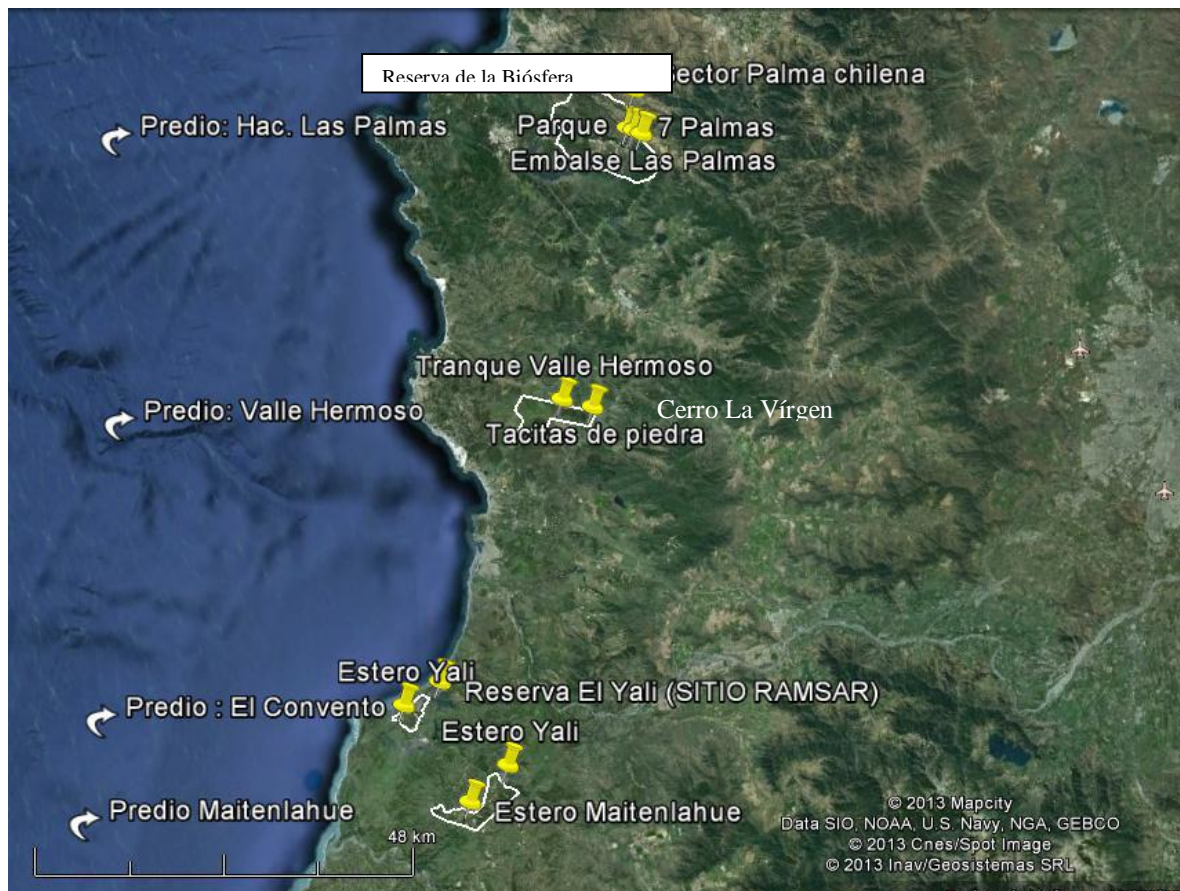 Reserva de la Biósfera
ector Palma chilena
Predio: Hac. Las Palmas
Parque
7 Palmas
Embalse Las Palmas
Tranque Valle Hermoso
Predio: Valle Hermoso
Cerro La Vírgen
Tacitas de piedra
Estero Yali
Reserva El Yali (SITIO RAMSAR)
Predio : El Convento
Estero Yali
Predio Maitenlahue
Estero Maitenlahue
48 km
© 2013 Mapcity
Data SIO, NOAA, U.S. Navy, NGA, GEBCO
© 2013 Cnes/Spot Image
© 2013 Inav/Geosistemas SRL